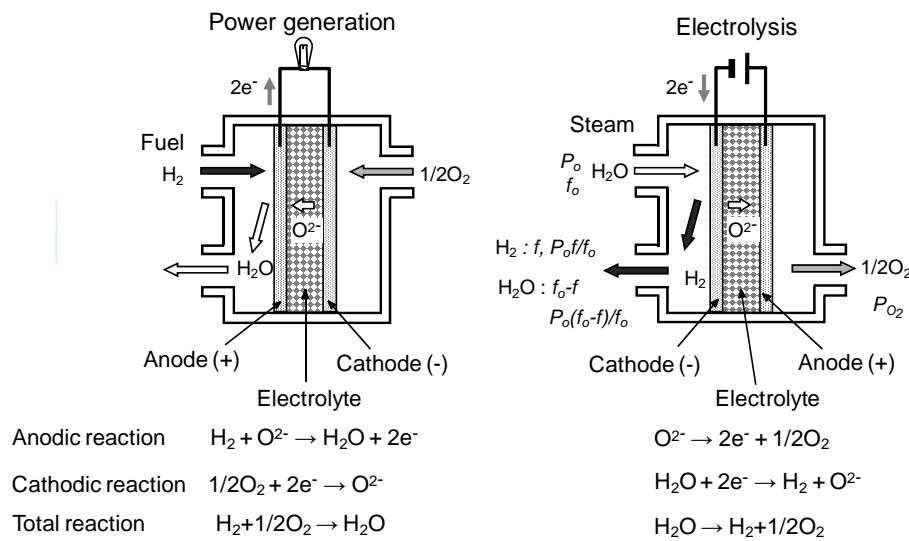 Power generation
2e⁻
Fuel
H₂
1/2O₂
O²⁻
H₂O
Anode (+)
Cathode (-)
Electrolyte
Electrolysis
2e⁻
Steam
Pₒ
fₒ
H₂O
O²⁻
H₂ : f, Pₒf/fₒ
H₂
H₂O : fₒ-f
Pₒ(fₒ-f)/fₒ
1/2O₂
P_O₂
Cathode (-)
Anode (+)
Electrolyte
Anodic reaction H₂ + O²⁻ → H₂O + 2e⁻ O²⁻ → 2e⁻ + 1/2O₂
Cathodic reaction 1/2O₂ + 2e⁻ → O²⁻ H₂O + 2e⁻ → H₂ + O²⁻
Total reaction H₂+1/2O₂ → H₂O H₂O → H₂+1/2O₂